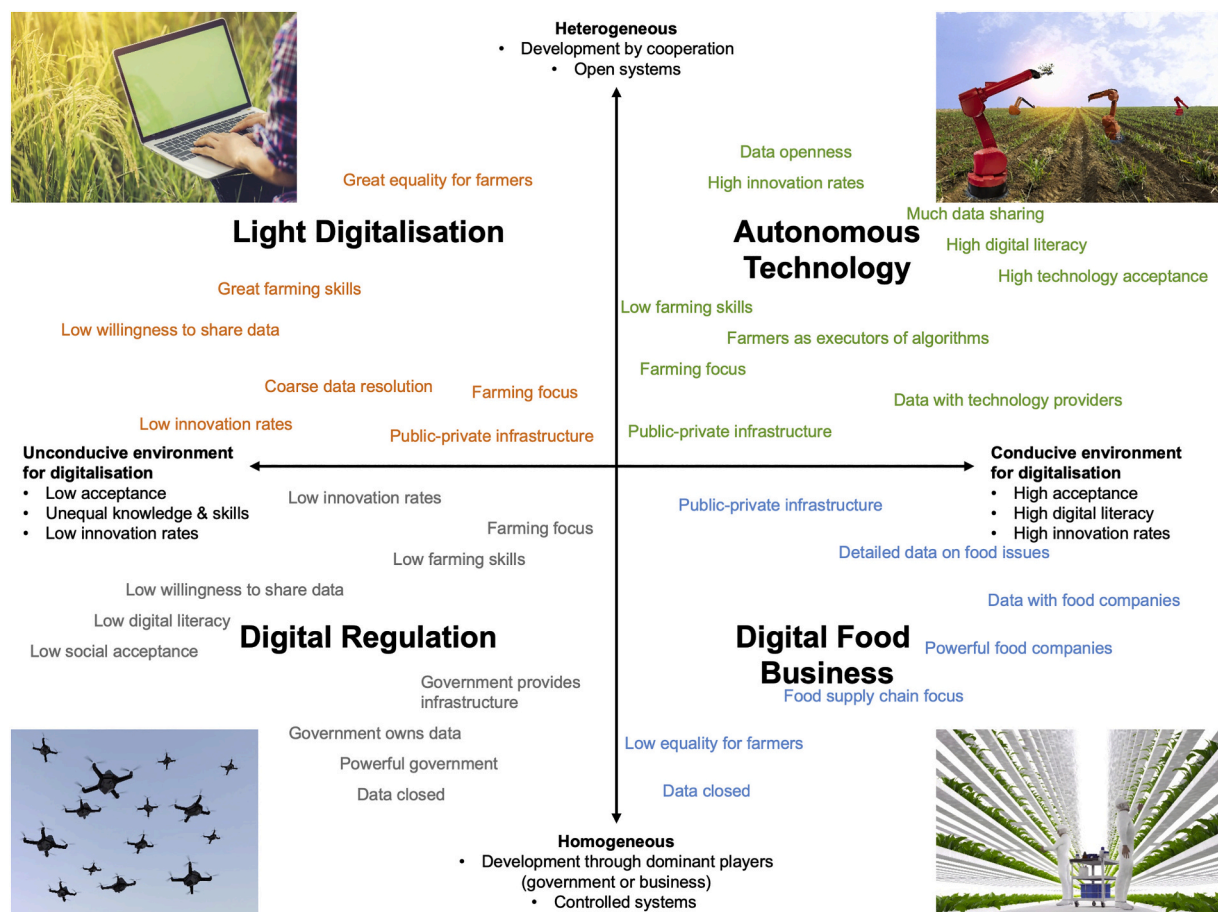 Heterogeneous
• Development by cooperation
• Open systems
Great equality for farmers
Light Digitalisation
Great farming skills
Low willingness to share data
Coarse data resolution
Farming focus
Low innovation rates
Public-private infrastructure
Data openness
High innovation rates
Much data sharing
Autonomous
Technology
High digital literacy
High technology acceptance
Low farming skills
Farmers as executors of algorithms
Farming focus
Data with technology providers
Public-private infrastructure
Unconducive environment
for digitalisation
• Low acceptance
• Unequal knowledge & skills
• Low innovation rates
Conducive environment
for digitalisation
• High acceptance
• High digital literacy
• High innovation rates
Low innovation rates
Farming focus
Low farming skills
Low willingness to share data
Low digital literacy
Digital Regulation
Low social acceptance
Government provides
infrastructure
Government owns data
Powerful government
Data closed
Public-private infrastructure
Detailed data on food issues
Data with food companies
Digital Food
Business
Powerful food companies
Food supply chain focus
Low equality for farmers
Data closed
Homogeneous
• Development through dominant players
(government or business)
• Controlled systems